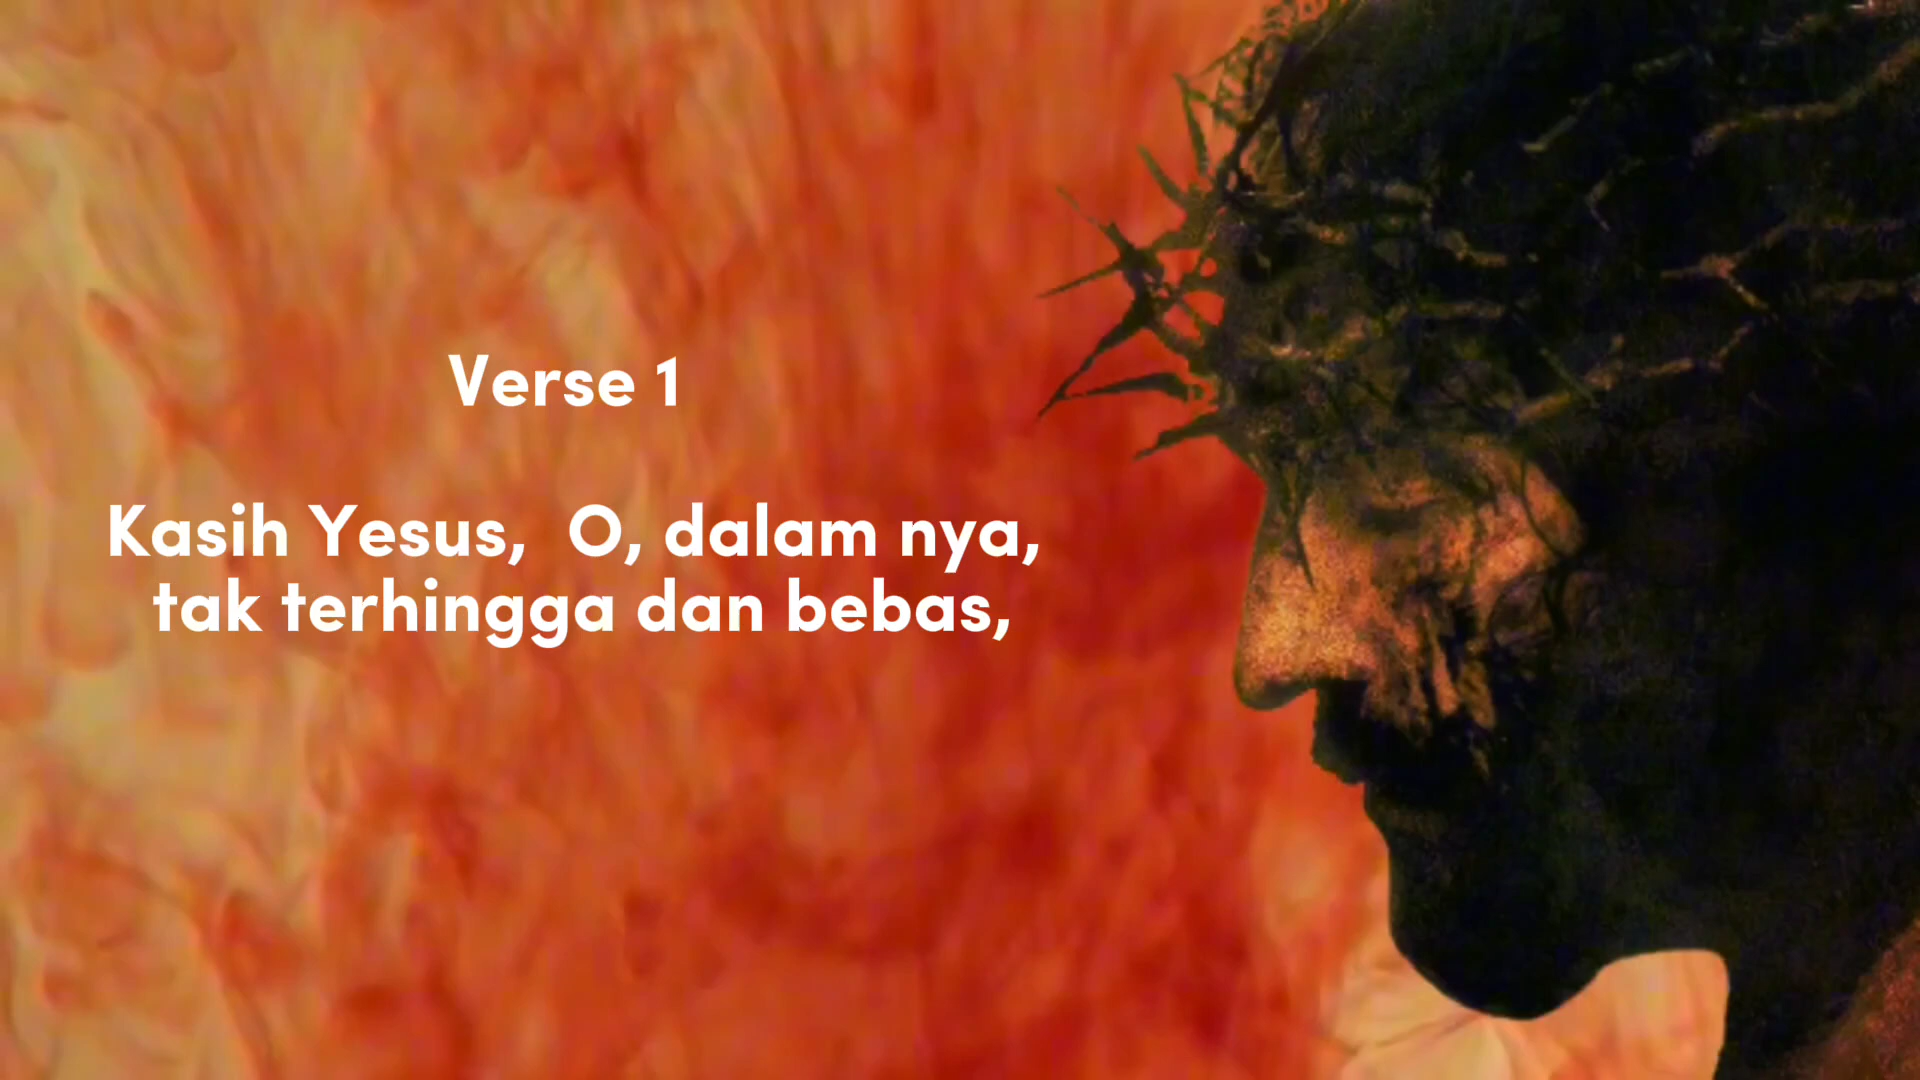 Verse 1
Kasih Yesus, O, dalam nya,
tak terhingga dan bebas,